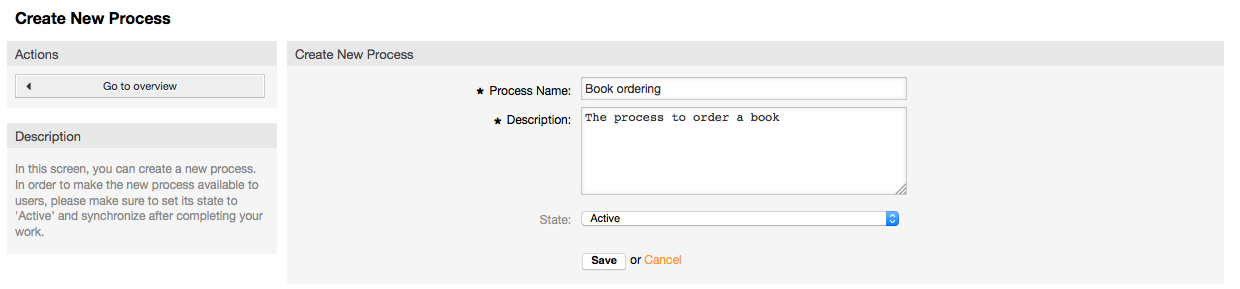 Create New Process
Actions
Go to overview
Description
In this screen, you can create a new process.
In order to make the new process available to
users, please make sure to set its state to
'Active' and synchronize after completing your
work.
Create New Process
* Process Name: Book ordering
* Description: The process to order a book
State: Active
Save or Cancel